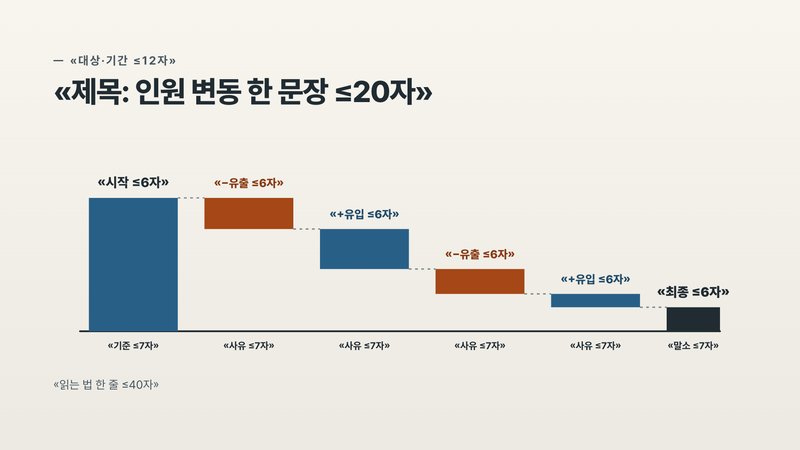 — «대상·기간 ≤12자»
«제목: 인원 변동 한 문장 ≤20자»
«시작 ≤6자»
«−유출 ≤6자»
«+유입 ≤6자»
«−유출 ≤6자»
«+유입 ≤6자»
«최종 ≤6자»
«기준 ≤7자»
«사유 ≤7자»
«사유 ≤7자»
«사유 ≤7자»
«사유 ≤7자»
«말소 ≤7자»
«읽는 법 한 줄 ≤40자»